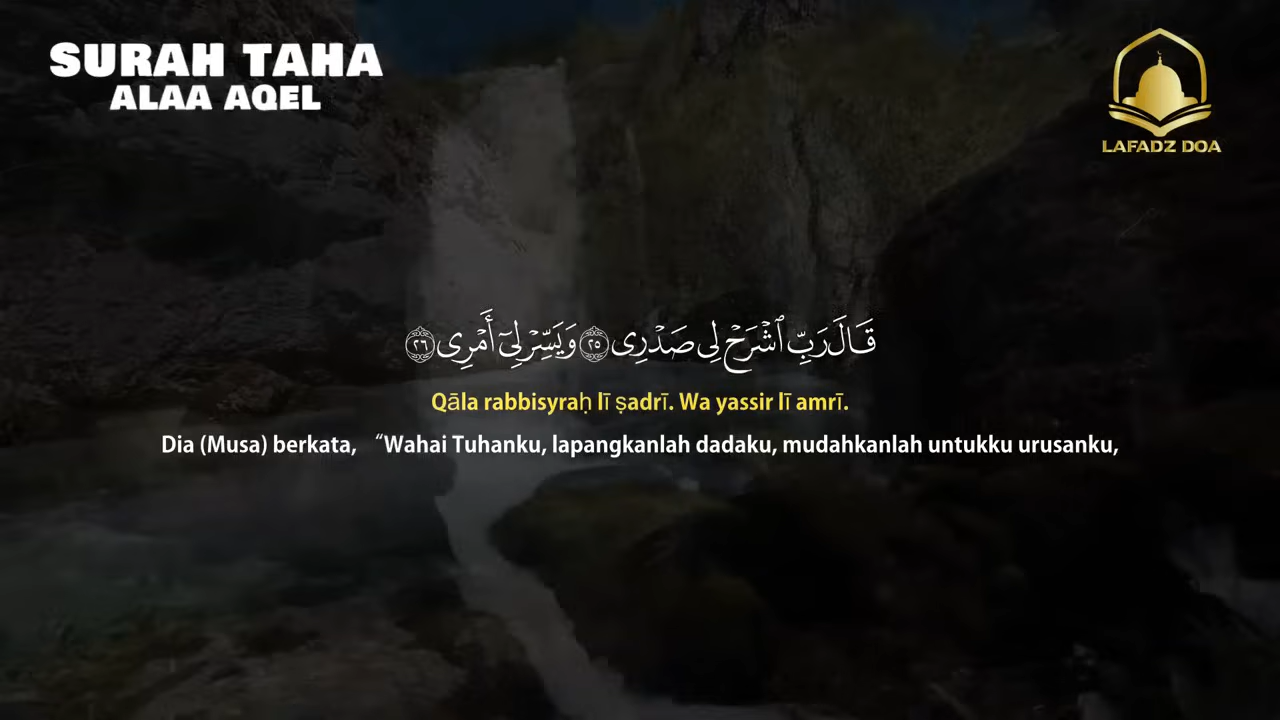 SURAH TAHA
ALAA AQEL
LAFADZ DOA
قَالَ رَبِّ ٱشْرَحْ لِى صَدْرِى ٢٥ وَيَسِّرْ لِىٓ أَمْرِى ٢٦
Qāla rabbisyraḥ lī ṣadrī. Wa yassir lī amrī.
Dia (Musa) berkata, “Wahai Tuhanku, lapangkanlah dadaku, mudahkanlah untukku urusanku,